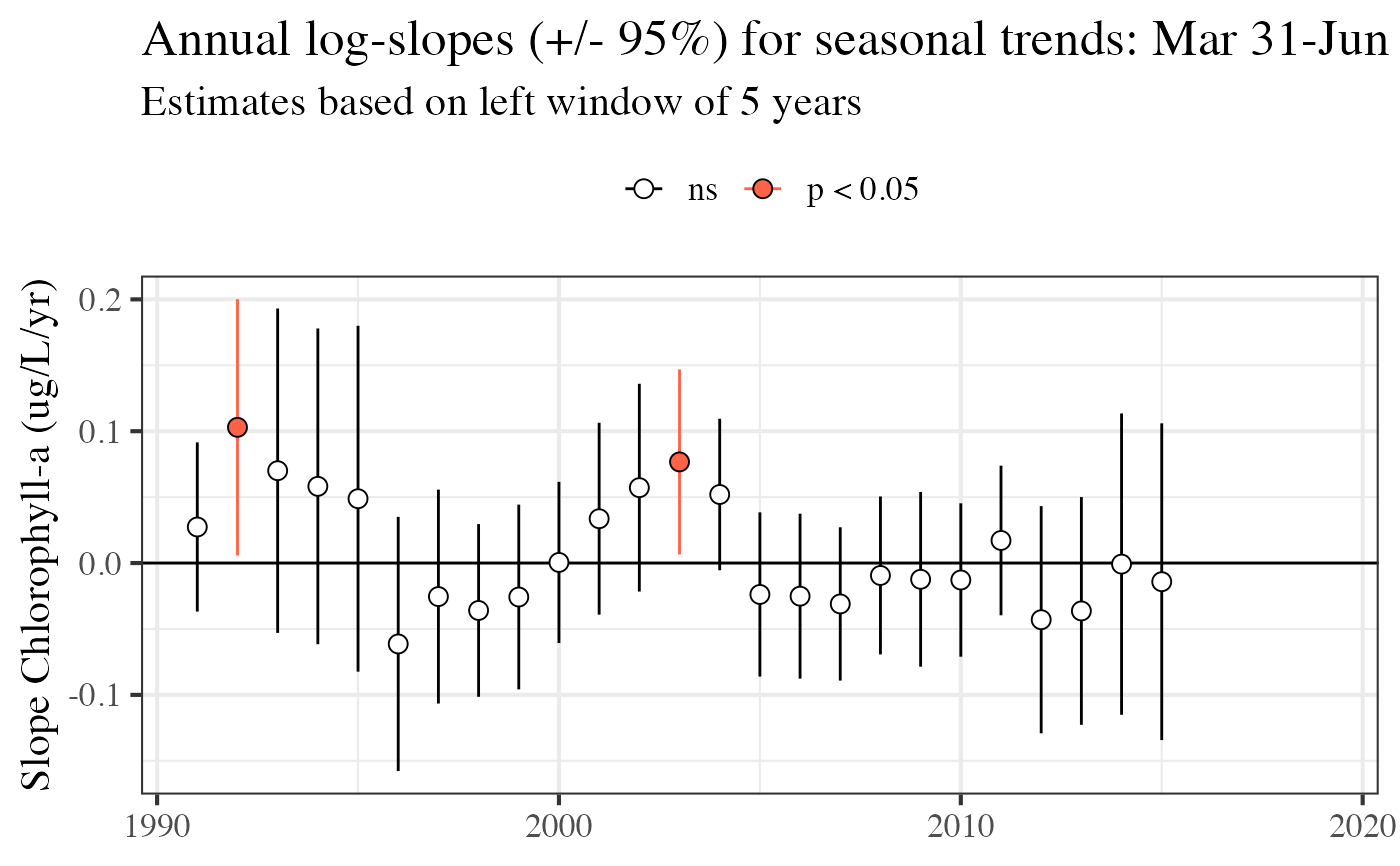 Annual log-slopes (+/- 95%) for seasonal trends: Mar 31-Jun
Estimates based on left window of 5 years
ns p < 0.05
Slope Chlorophyll-a (ug/L/yr)
0.2
0.1
0.0
-0.1
1990 2000 2010 2020